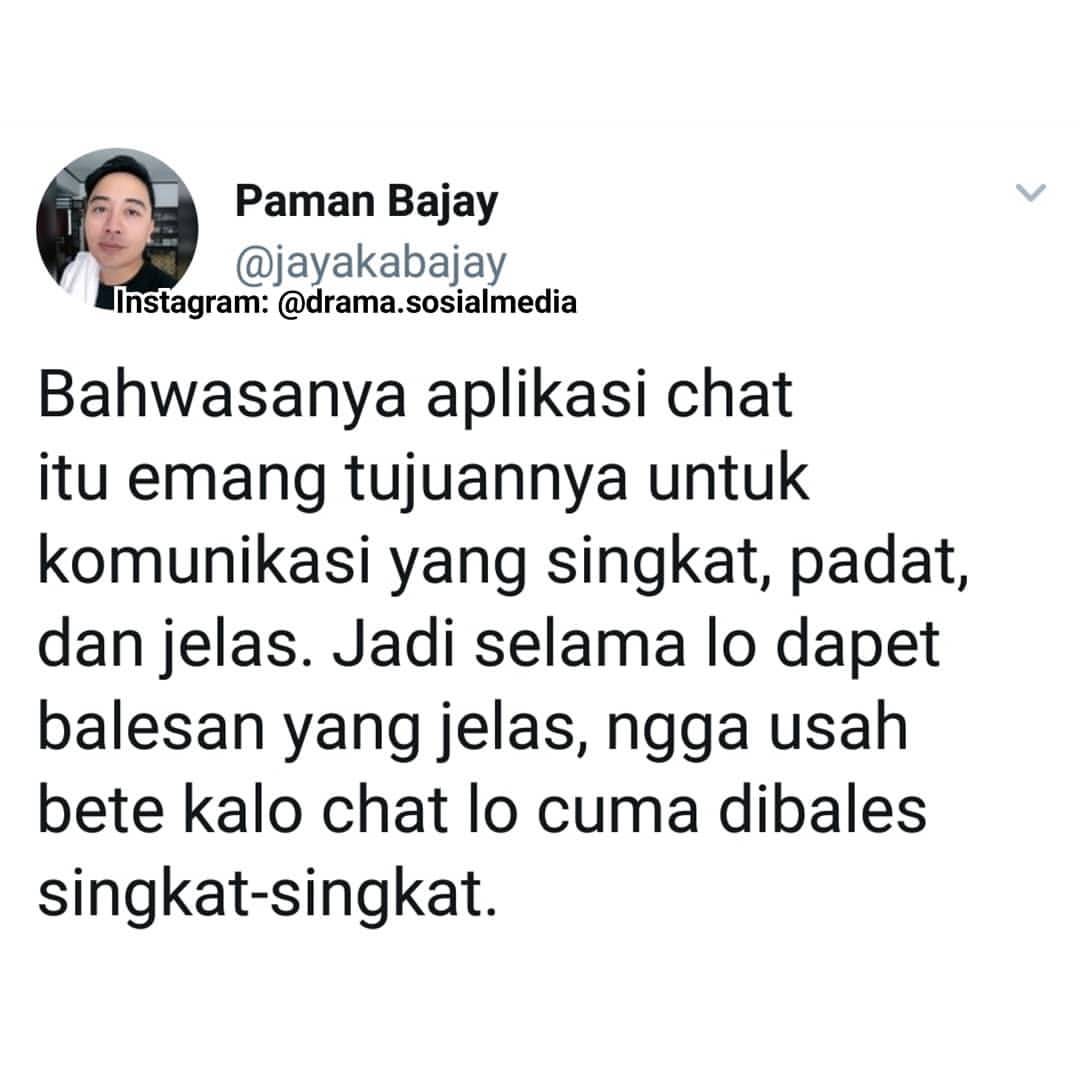 Paman Bajay
@jayakabajay
Instagram: @drama.sosialmedia
Bahwasanya aplikasi chat
itu emang tujuannya untuk
komunikasi yang singkat, padat,
dan jelas. Jadi selama lo dapet
balesan yang jelas, ngga usah
bete kalo chat lo cuma dibales
singkat-singkat.